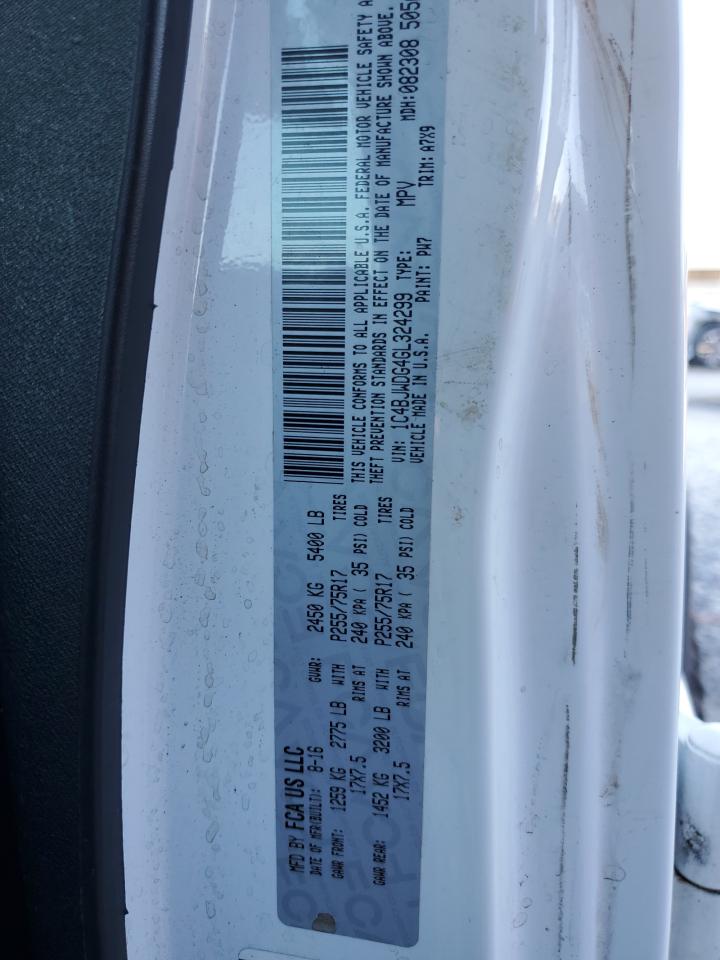 MFD BY FCA US LLC
DATE OF MFR(BUILT): 8-16 GVWR: 2450 KG 5400 LB
GAWR FRONT: 1259 KG 2775 LB WITH P255/75R17 TIRES
17X7.5 RIMS AT 240 KPA ( 35 PSI) COLD
GAWR REAR: 1452 KG 3200 LB WITH P255/75R17 TIRES
17X7.5 RIMS AT 240 KPA ( 35 PSI) COLD
THIS VEHICLE CONFORMS TO ALL APPLICABLE U.S.A. FEDERAL MOTOR VEHICLE SAFETY A
THEFT PREVENTION STANDARDS IN EFFECT ON THE DATE OF MANUFACTURE SHOWN ABOVE.
VIN: 1C4BJWDG4GL324299 TYPE: MPV MDH:082308 505
VEHICLE MADE IN U.S.A. PAINT: PW7 TRIM: A7X9